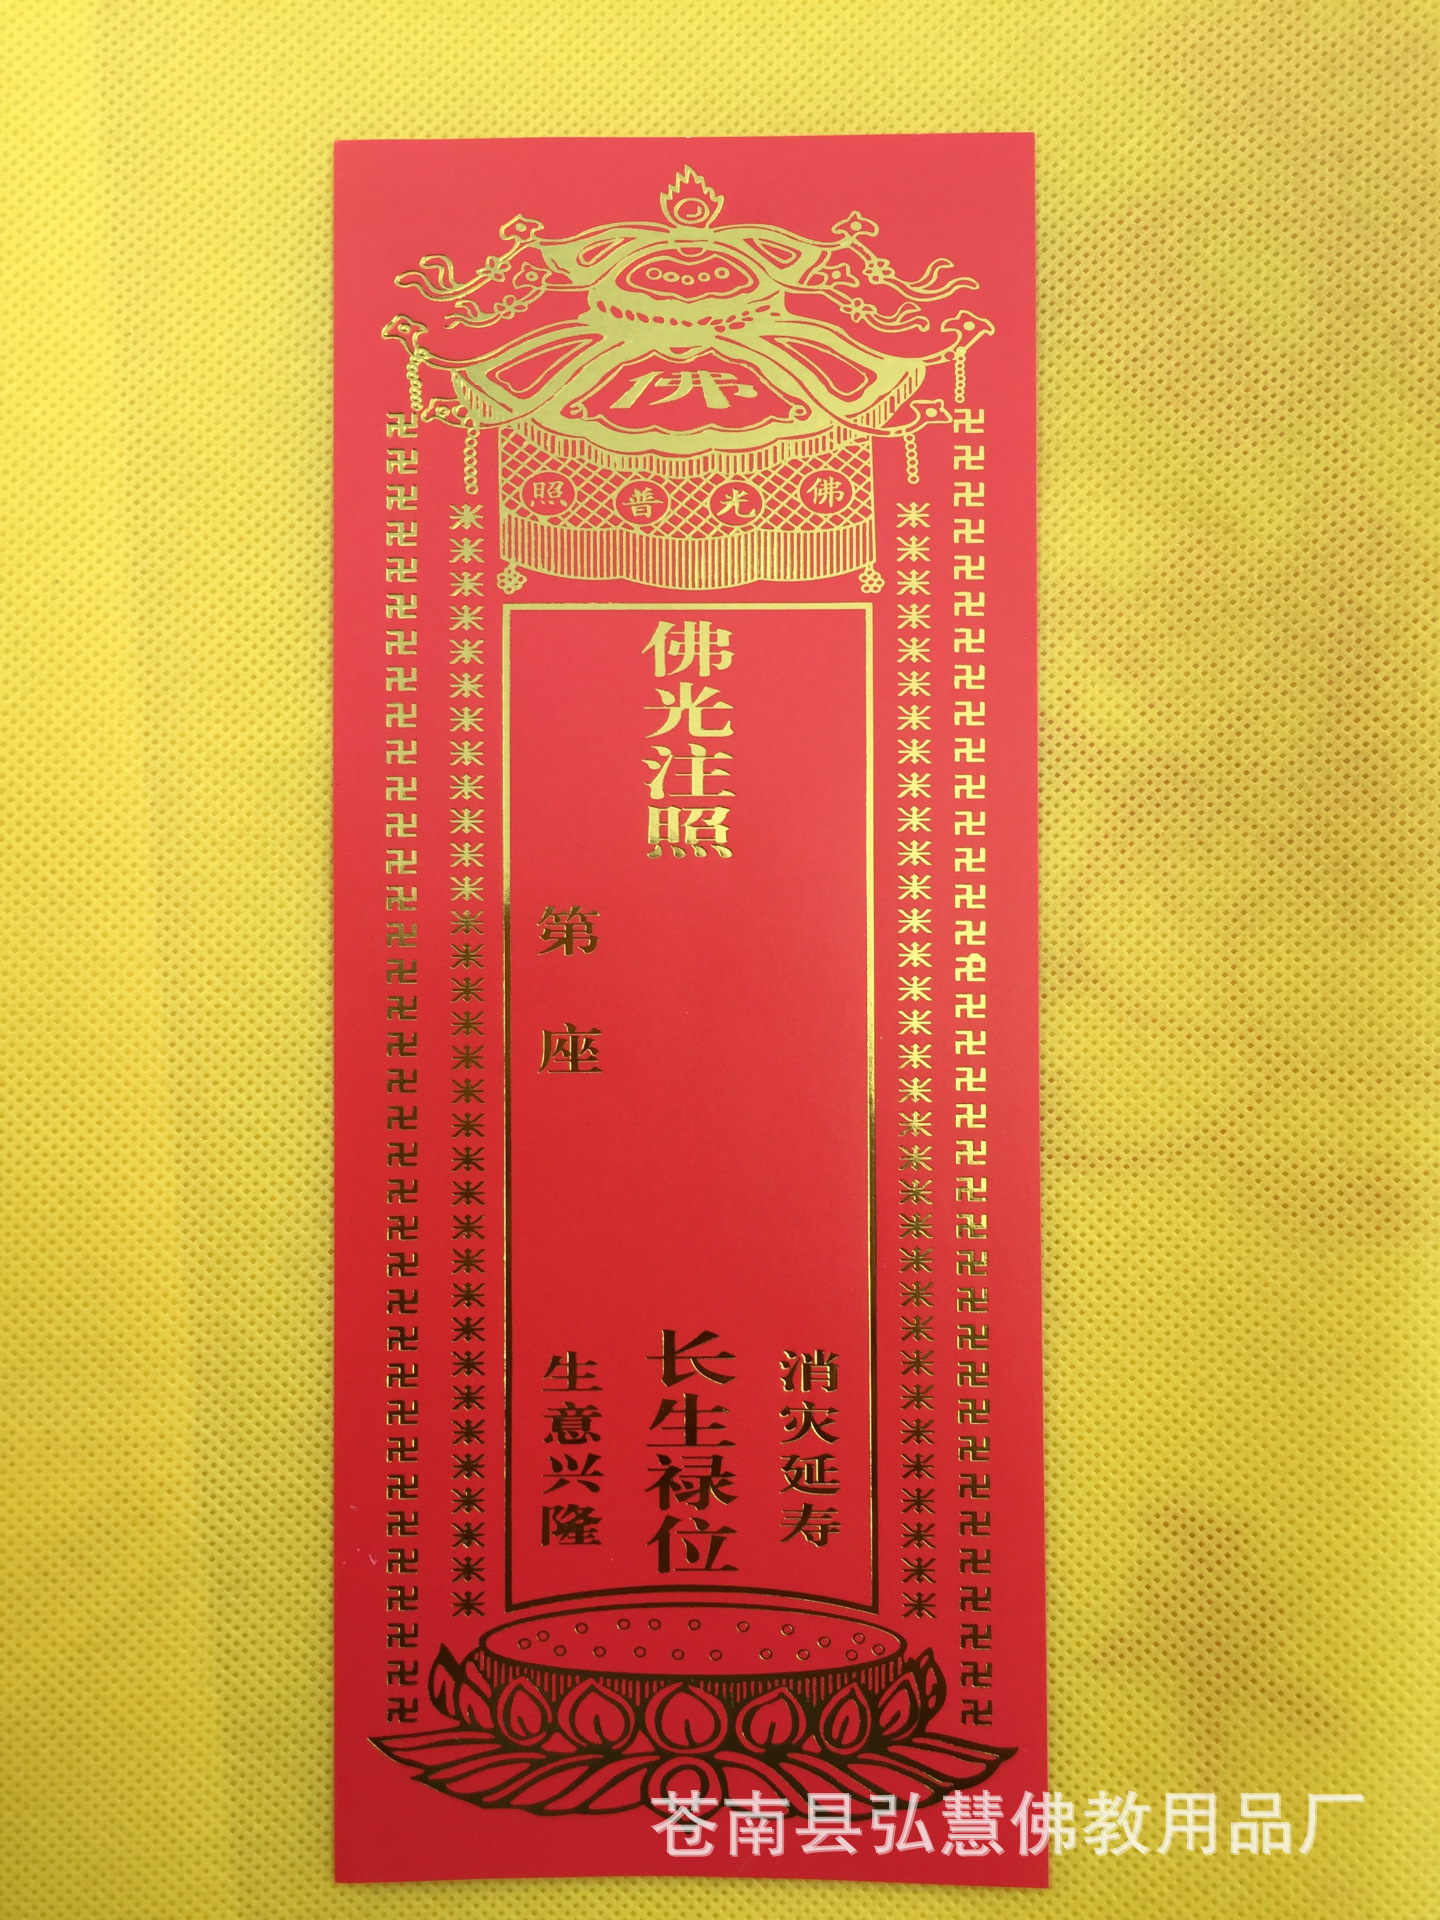 佛
佛光普照
佛光注照
消灾延寿
长生禄位
第 座
生意兴隆
苍南县弘慧佛教用品厂